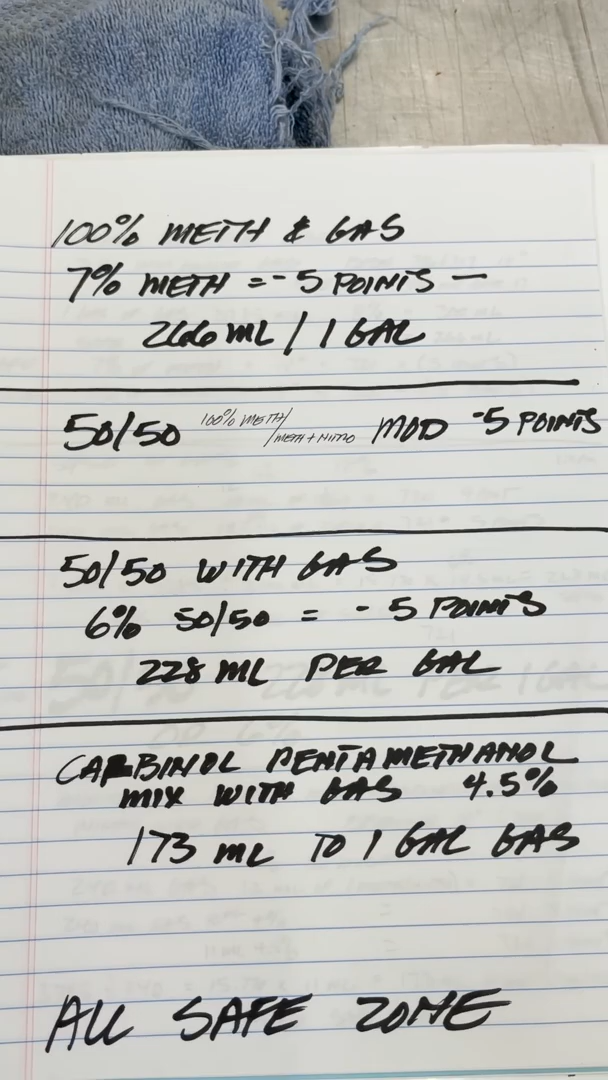 100% METH & GAS
7% METH = - 5 POINTS —
266 ML / 1 GAL
50/50 100% METH/METH + NITRO MOD -5 POINTS
50/50 WITH GAS
6% 50/50 = - 5 POINTS
228 ML PER GAL
CARBINOL PENTAMETHANOL
MIX WITH GAS 4.5%
173 ML TO 1 GAL GAS
ALL SAFE ZONE